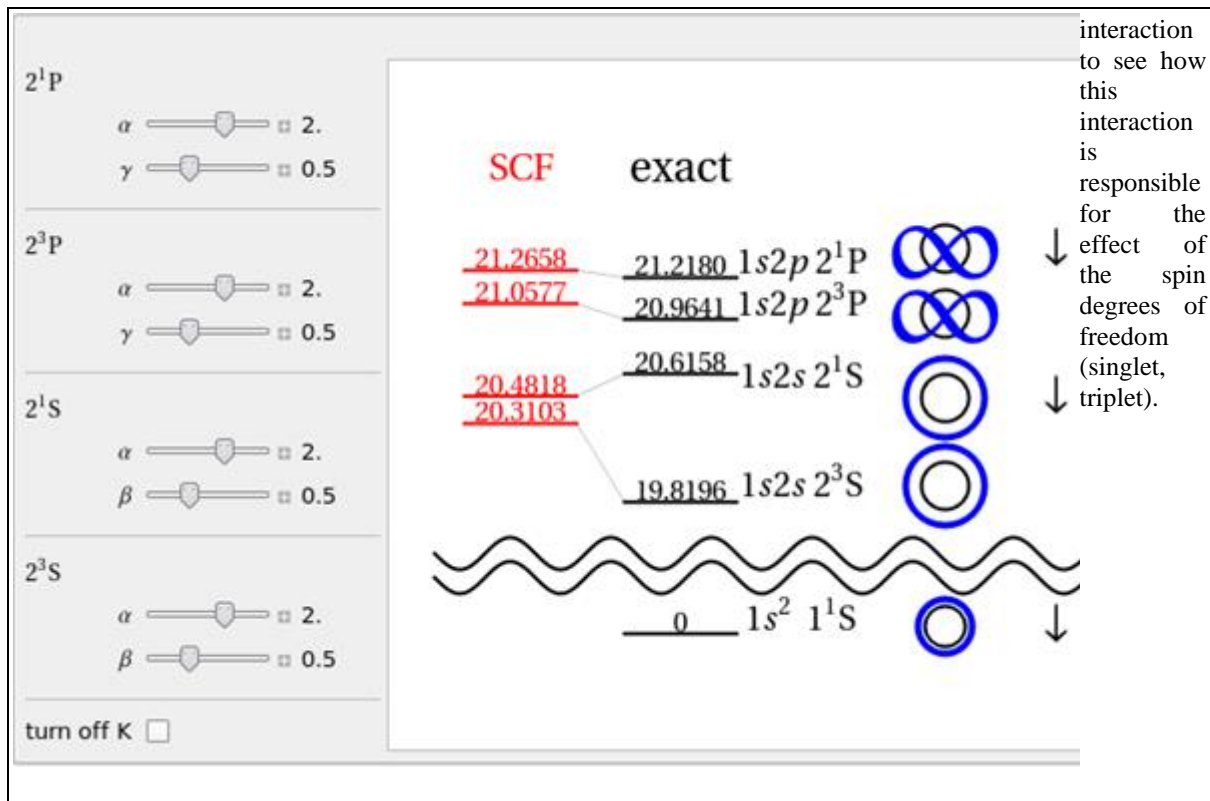 2¹P
α 2.
γ 0.5
2³P
α 2.
γ 0.5
2¹S
α 2.
β 0.5
2³S
α 2.
β 0.5
turn off K
SCF exact
21.2658 21.2180 1s2p 2¹P ↓
21.0577 20.9641 1s2p 2³P
20.6158 1s2s 2¹S
20.4818 ↓
20.3103
19.8196 1s2s 2³S
0 1s² 1¹S ↓
interaction
to see how
this
interaction
is
responsible
for the
effect of
the spin
degrees of
freedom
(singlet,
triplet).